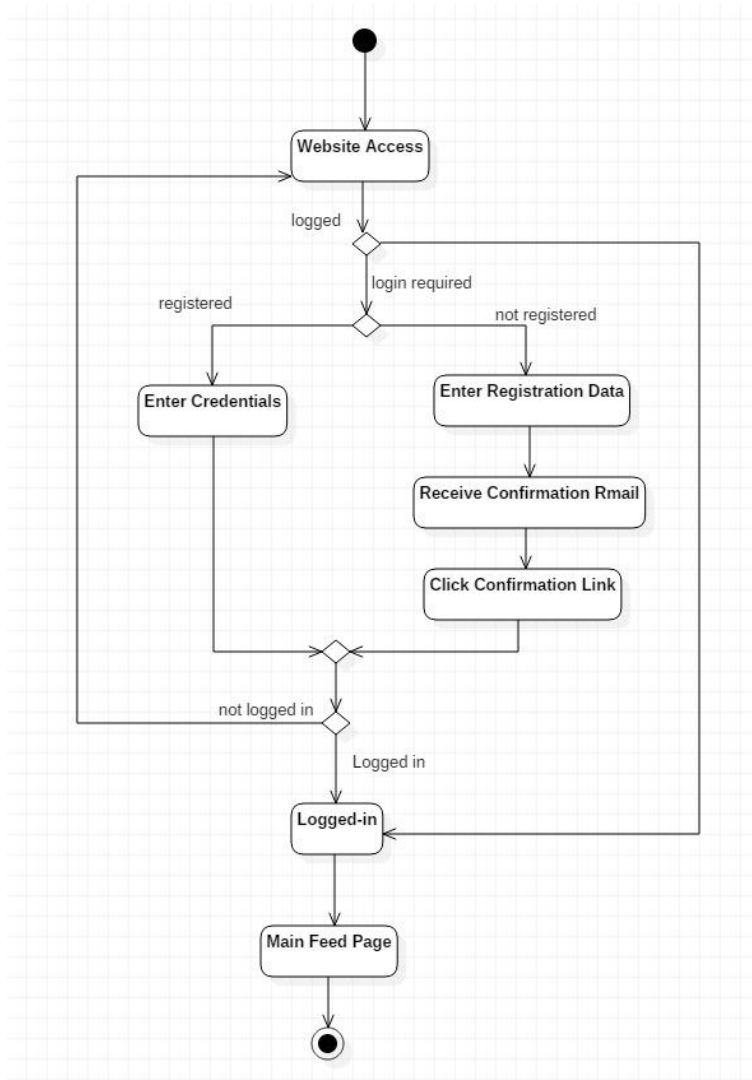 Website Access
logged
login required
registered
not registered
Enter Credentials
Enter Registration Data
Receive Confirmation Rmail
Click Confirmation Link
not logged in
Logged in
Logged-in
Main Feed Page